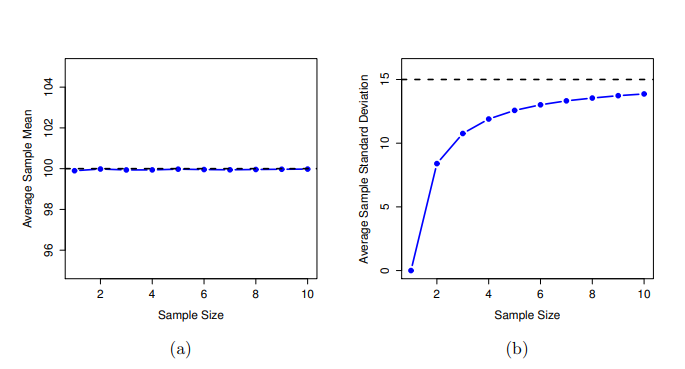 Average Sample Mean
96 98 100 102 104
2 4 6 8 10
Sample Size
(a)
Average Sample Standard Deviation
0 5 10 15
2 4 6 8 10
Sample Size
(b)